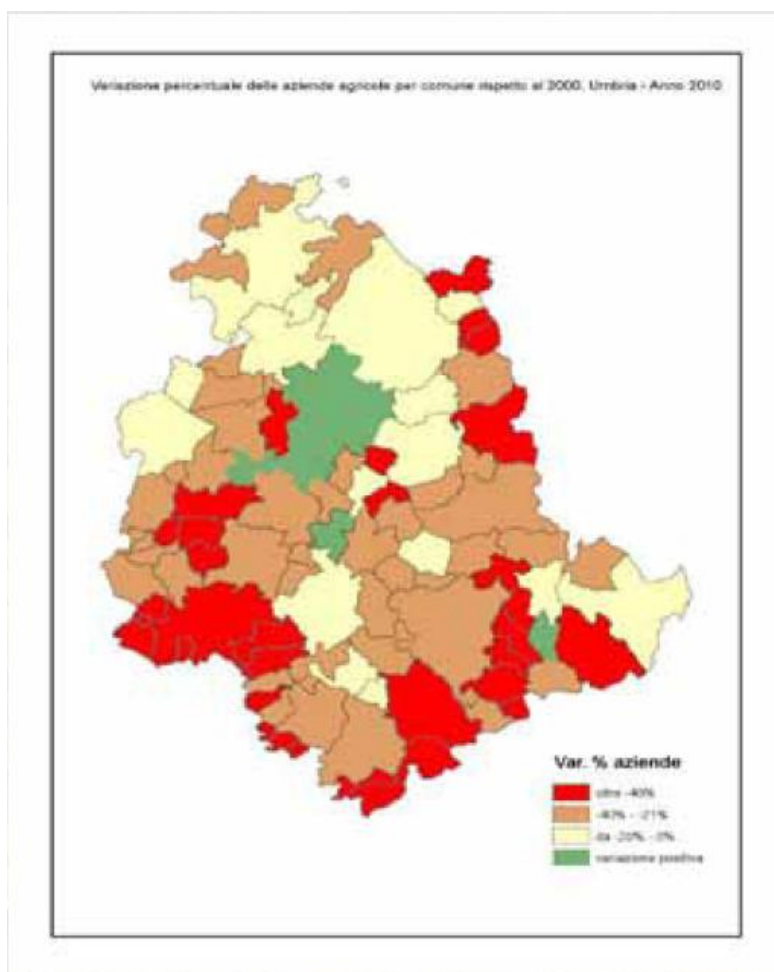 Variazione percentuale delle aziende agricole per comune rispetto al 2000, Umbria - Anno 2010
Var. % aziende
oltre -40%
-40% - -21%
da -20% - 0%
variazione positiva